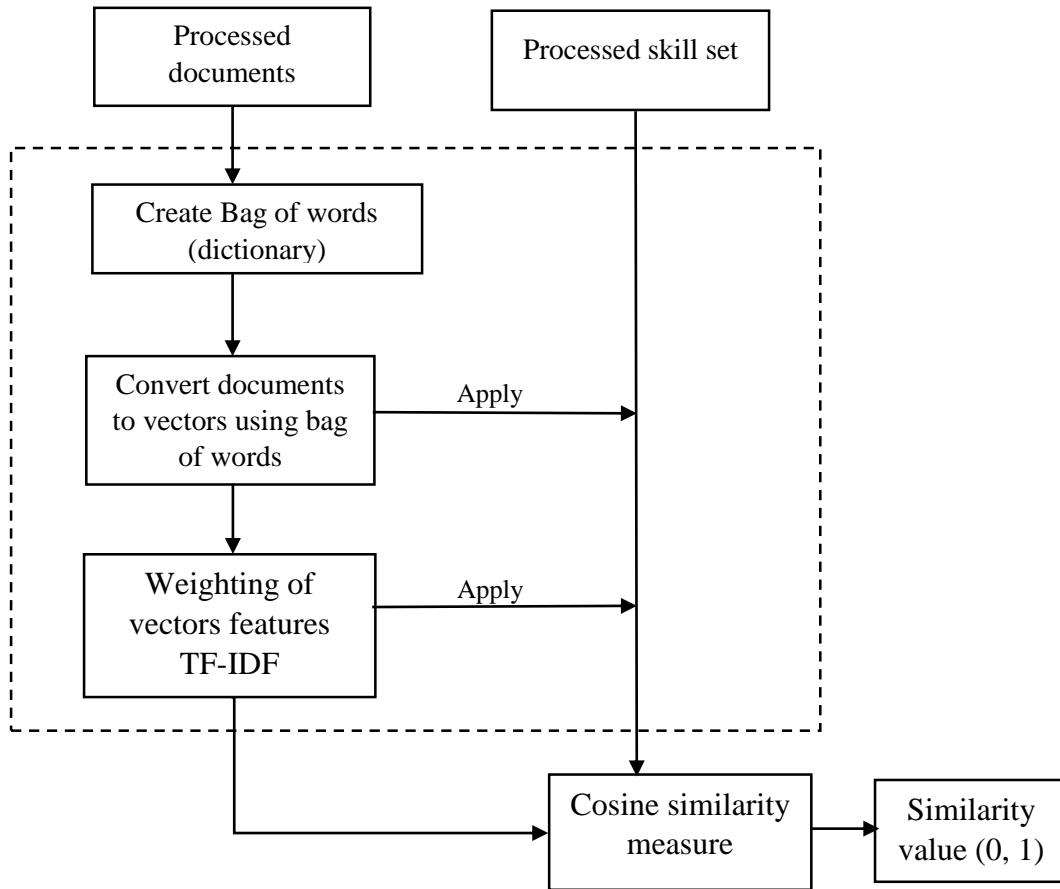 Processed
documents
Processed skill set
Create Bag of words
(dictionary)
Convert documents
to vectors using bag
of words
Apply
Weighting of
vectors features
TF-IDF
Apply
Cosine similarity
measure
Similarity
value (0, 1)